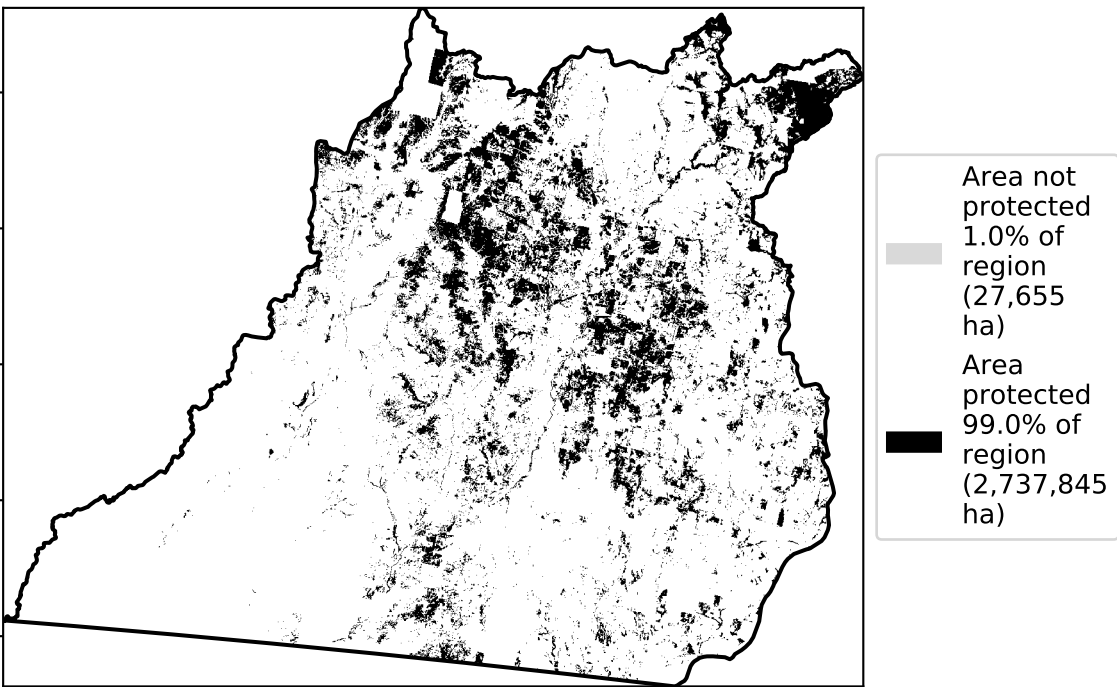 Area not
protected
1.0% of
region
(27,655
ha)
Area
protected
99.0% of
region
(2,737,845
ha)